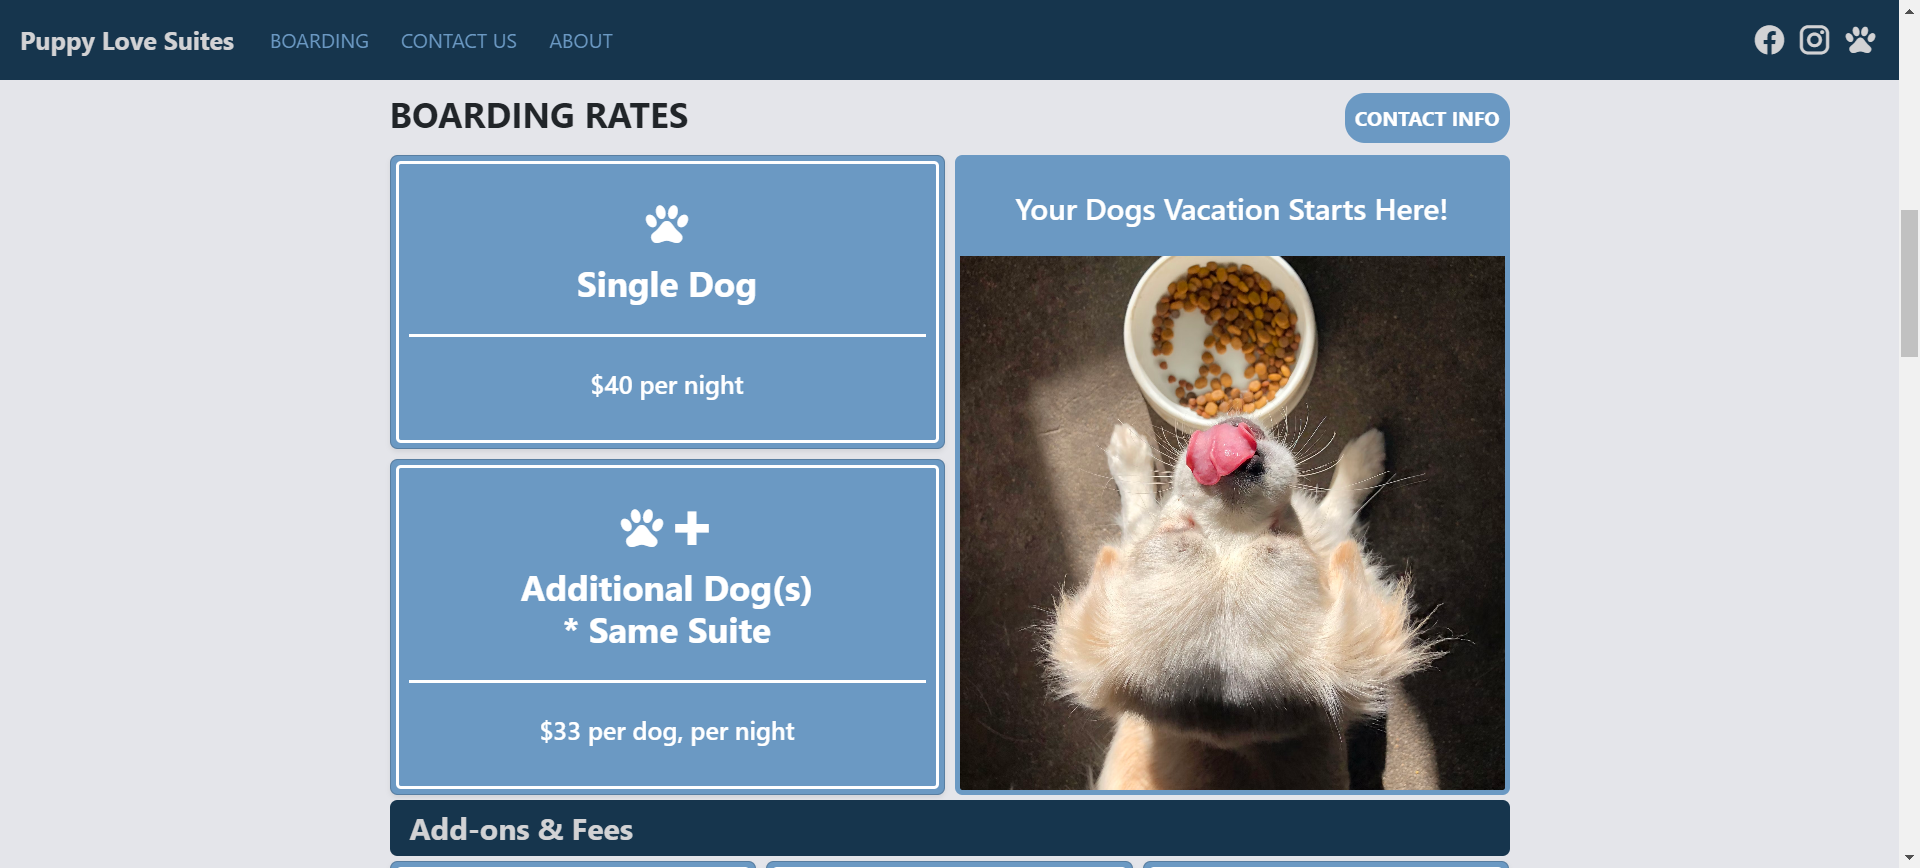 Puppy Love Suites BOARDING CONTACT US ABOUT
BOARDING RATES
CONTACT INFO
Single Dog
$40 per night
Additional Dog(s)
* Same Suite
$33 per dog, per night
Your Dogs Vacation Starts Here!
Add-ons & Fees